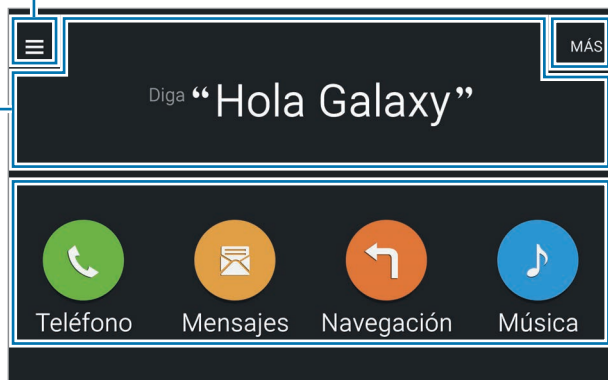 MÁS
Diga “Hola Galaxy”
Teléfono Mensajes Navegación Música